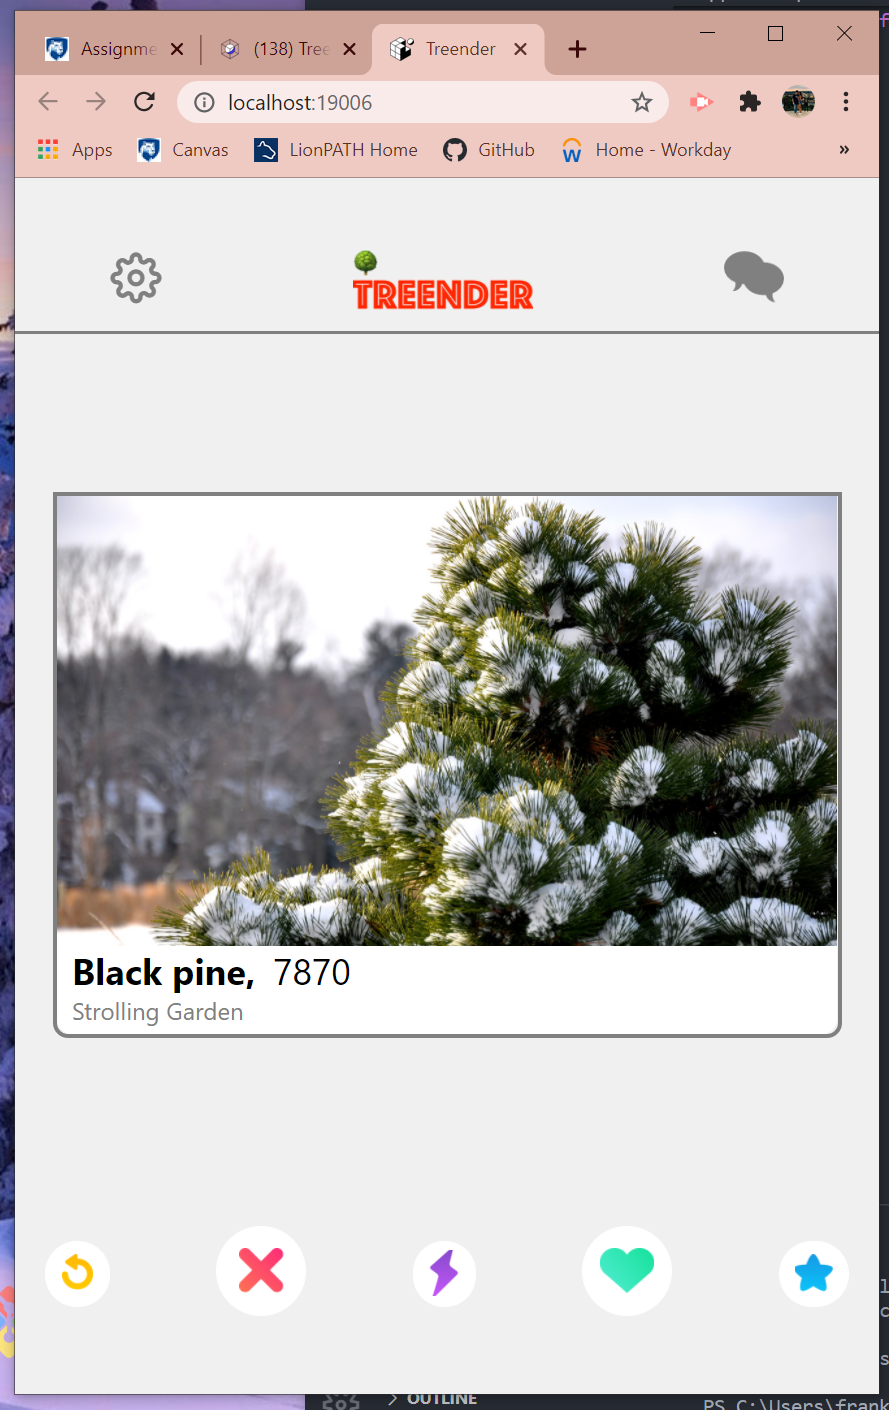 Assignme
(138) Tree
Treender
localhost:19006
Apps
Canvas
LionPATH Home
GitHub
Home - Workday
»
TREENDER
Black pine, 7870
Strolling Garden
OUTLINE
PS C:\Users\frank